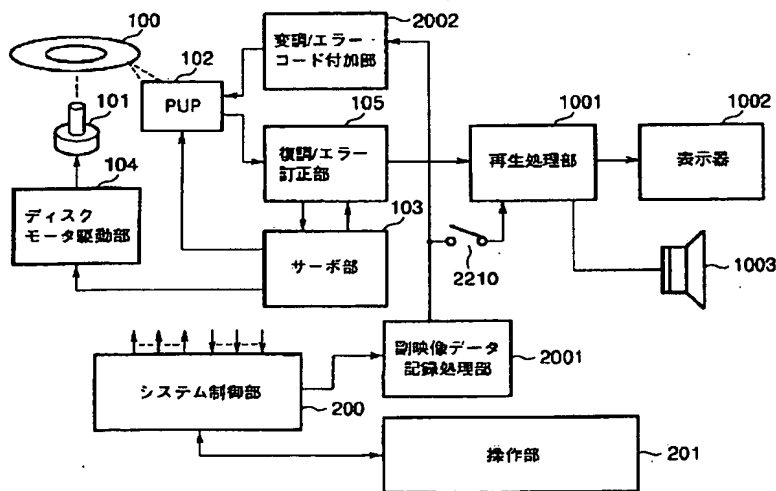 100
102
変調/エラー
コード付加部
2002
PUP
101
105
復調/エラー
訂正部
1001
再生処理部
1002
表示器
104
ディスク
モータ駆動部
103
サーボ部
2210
1003
副映像データ
記録処理部
2001
システム制御部
200
操作部
201